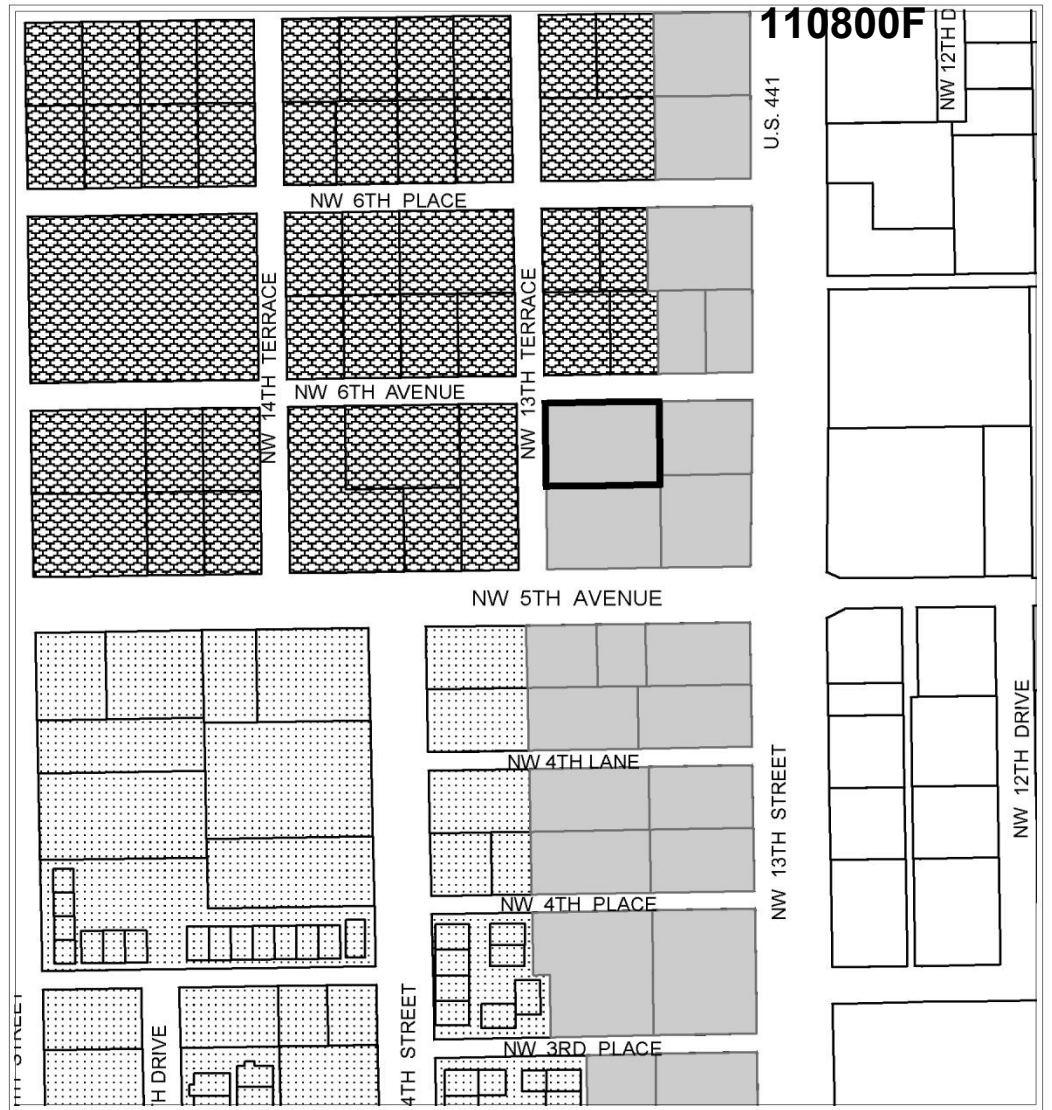 110800F
NW 12TH D
U.S. 441
NW 6TH PLACE
NW 14TH TERRACE
NW 13TH TERRACE
NW 6TH AVENUE
NW 5TH AVENUE
NW 4TH LANE
NW 13TH STREET
NW 12TH DRIVE
NW 4TH PLACE
TH STREET
TH DRIVE
4TH STREET
NW 3RD PLACE